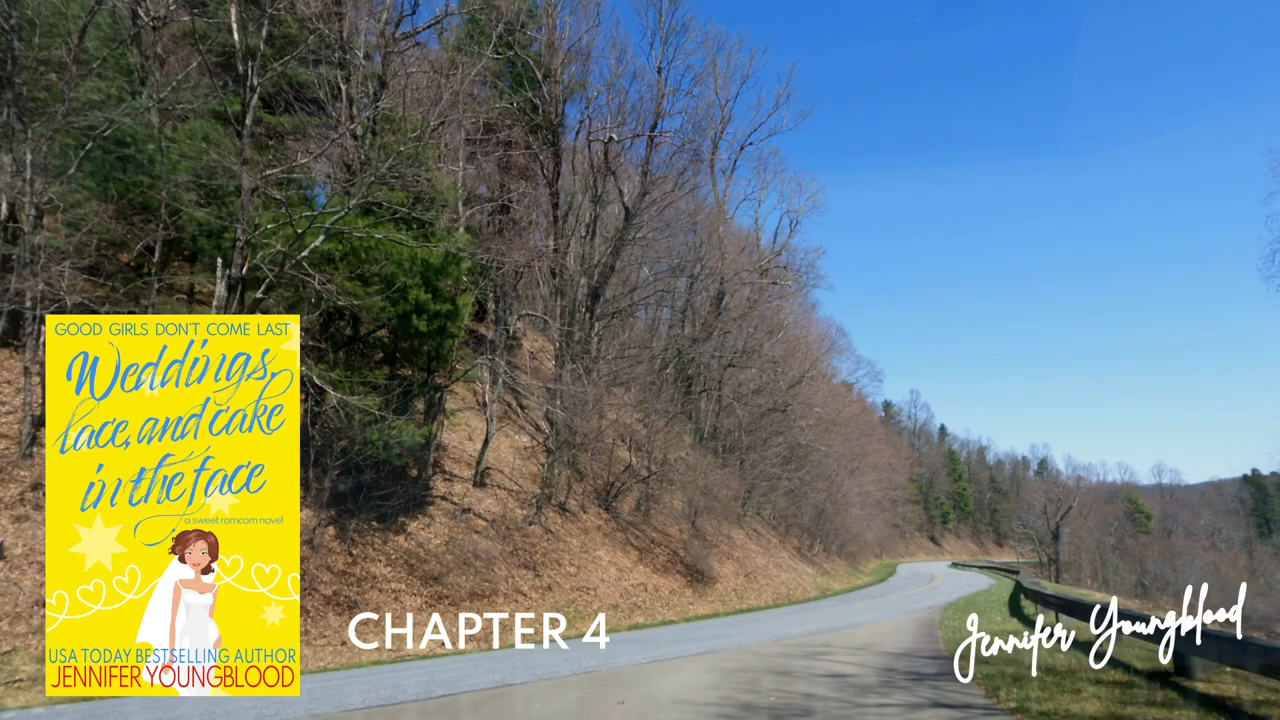 GOOD GIRLS DON'T COME LAST
Weddings,
lace, and cake
in the face
a sweet romcom novel
USA TODAY BESTSELLING AUTHOR
JENNIFER YOUNGBLOOD
CHAPTER 4
Jennifer Youngblood